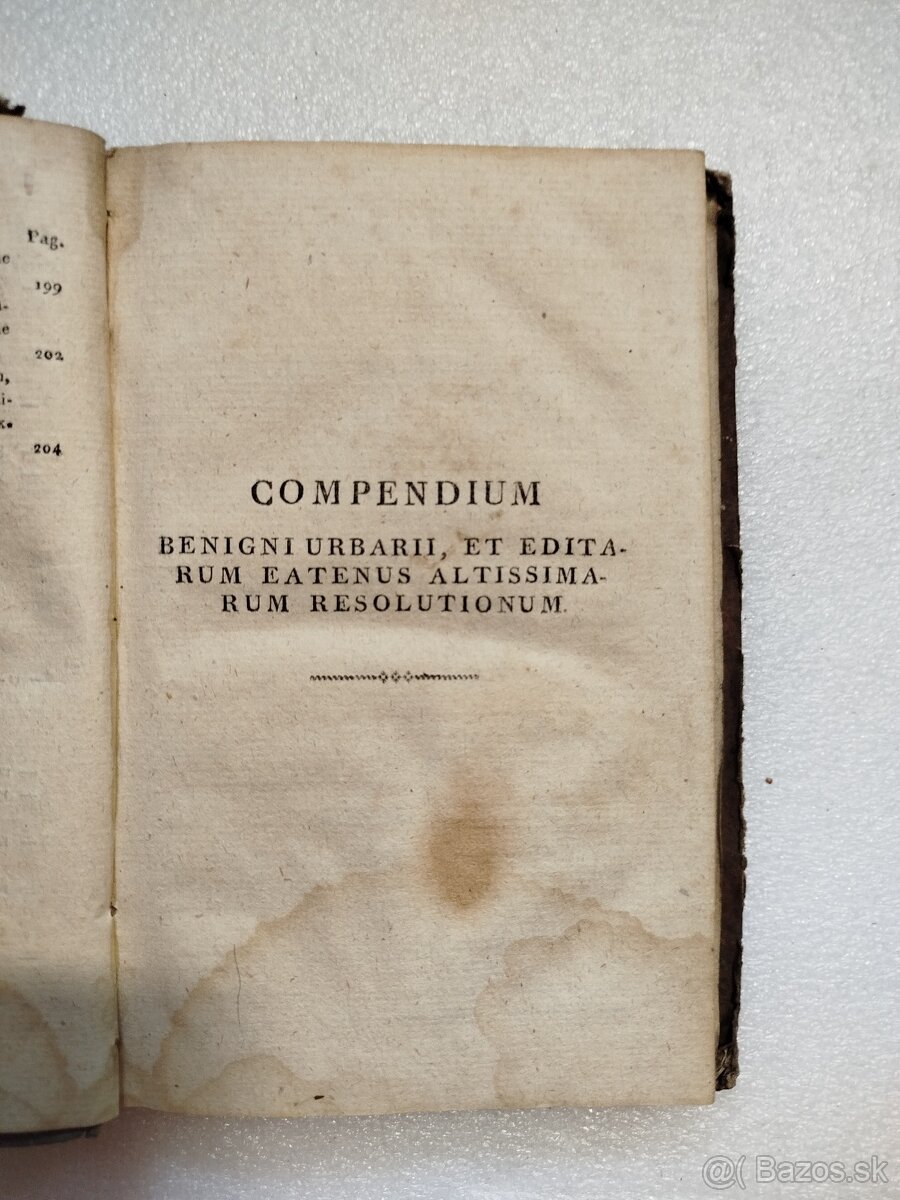 Pag.
199
202
204
COMPENDIUM
BENIGNI URBARII, ET EDITA-
RUM EATENUS ALTISSIMA-
RUM RESOLUTIONUM.
@( Bazos.sk